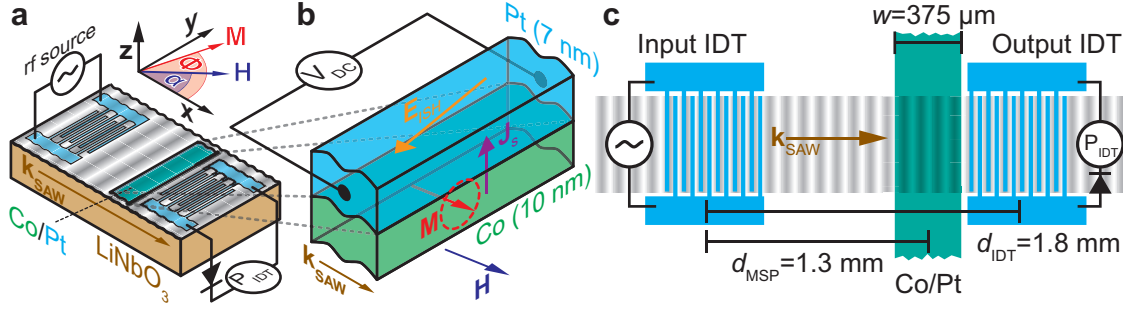 a
z
y
M
H
Φ
α
x
rf source
k_SAW
Co/Pt
LiNbO3
P_IDT
b
V_DC
Pt (7 nm)
E_ISH
J_s
M
Co (10 nm)
k_SAW
H
c
w=375 µm
Input IDT
Output IDT
k_SAW
P_IDT
d_IDT=1.8 mm
d_MSP=1.3 mm
Co/Pt